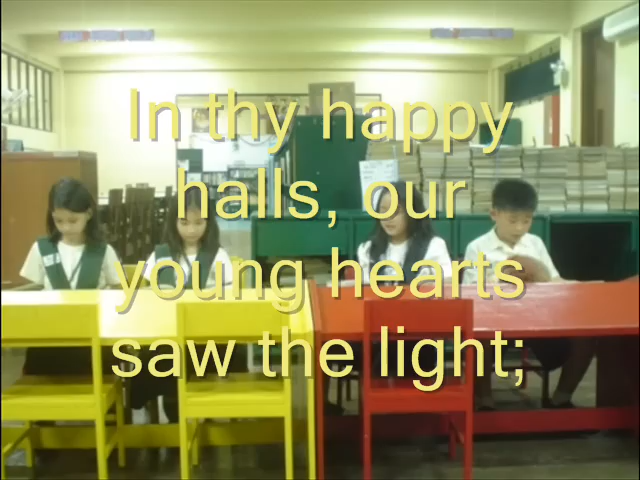 In thy happy
halls, our
young hearts
saw the light;